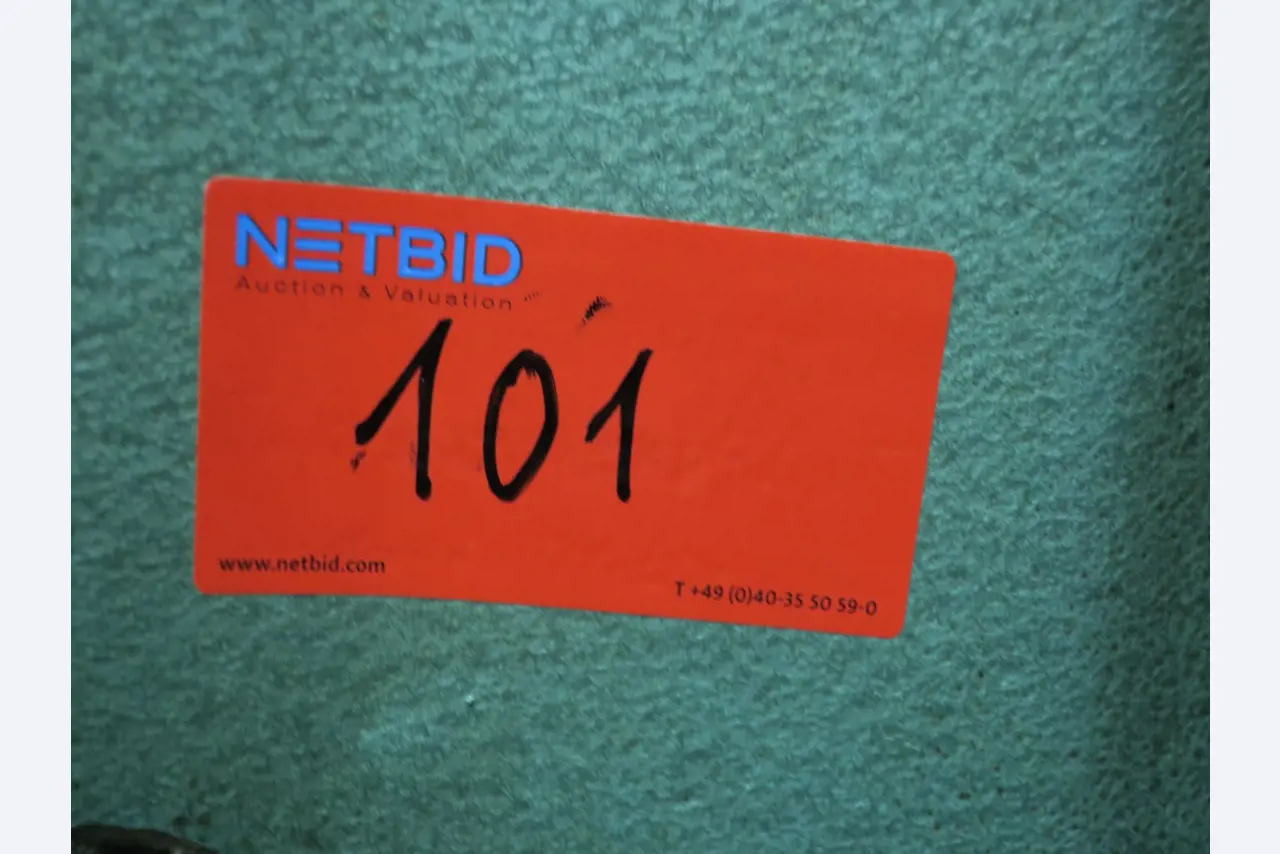 NETBID
Auction & Valuation
101
www.netbid.com
T +49 (0)40-35 50 59-0